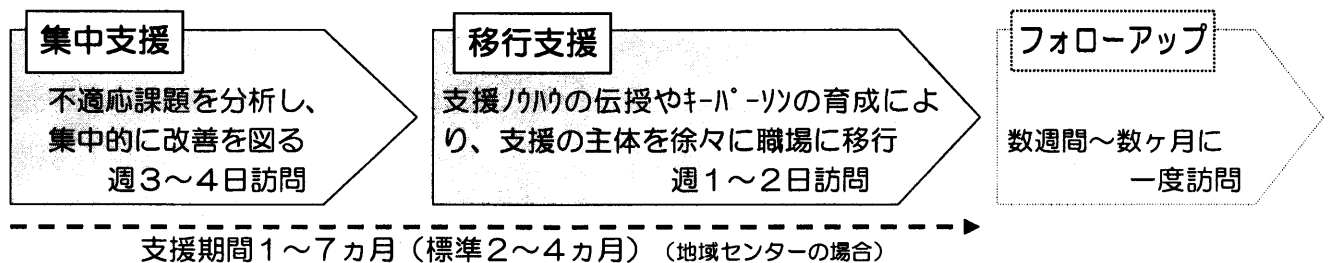 集中支援
不適応課題を分析し、
集中的に改善を図る
週３～４日訪問
移行支援
支援ﾉｳﾊｳの伝授やｷｰﾊﾟｰｿﾝの育成によ
り、支援の主体を徐々に職場に移行
週１～２日訪問
フォローアップ
数週間～数ヶ月に
一度訪問
支援期間１～７ヵ月（標準２～４ヵ月）（地域センターの場合）